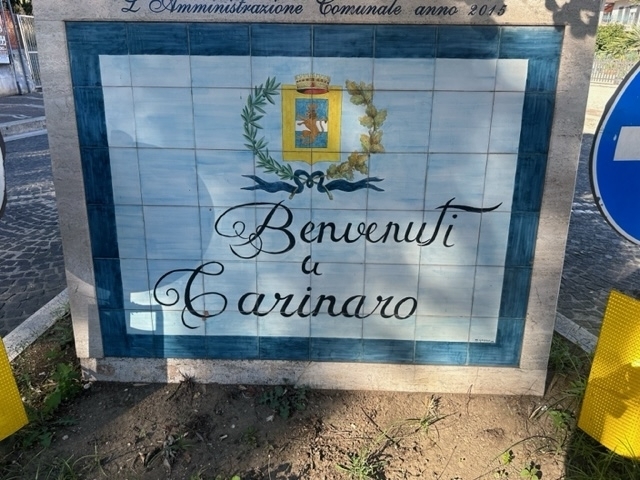 L'Amministrazione Comunale anno 2015
Benvenuti
a
Carinaro